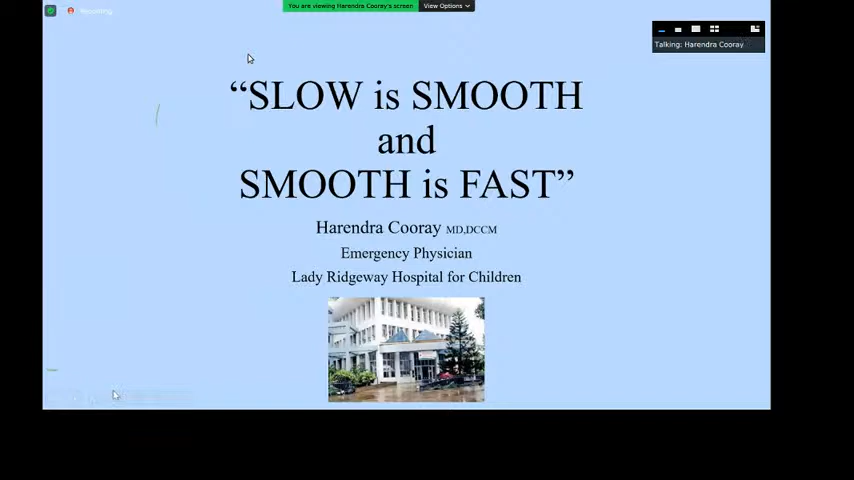 Recording
You are viewing Harendra Cooray's screen
View Options
Talking: Harendra Cooray
“SLOW is SMOOTH
and
SMOOTH is FAST”
Harendra Cooray MD,DCCM
Emergency Physician
Lady Ridgeway Hospital for Children